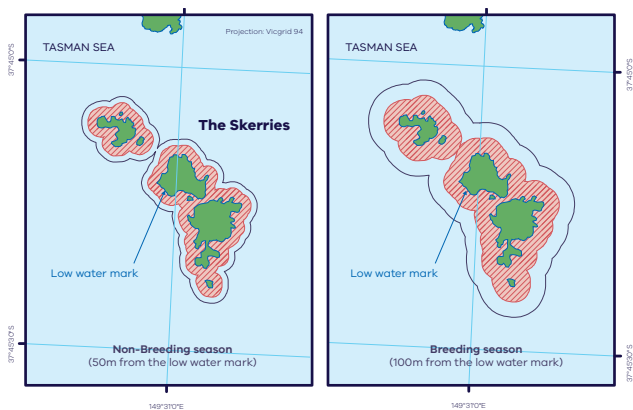 Projection: Vicgrid 94
TASMAN SEA
37°45'0"S
The Skerries
Low water mark
37°45'30"S
Non-Breeding season
(50m from the low water mark)
149°31'0"E
TASMAN SEA
37°45'0"S
Low water mark
37°45'30"S
Breeding season
(100m from the low water mark)
149°31'0"E